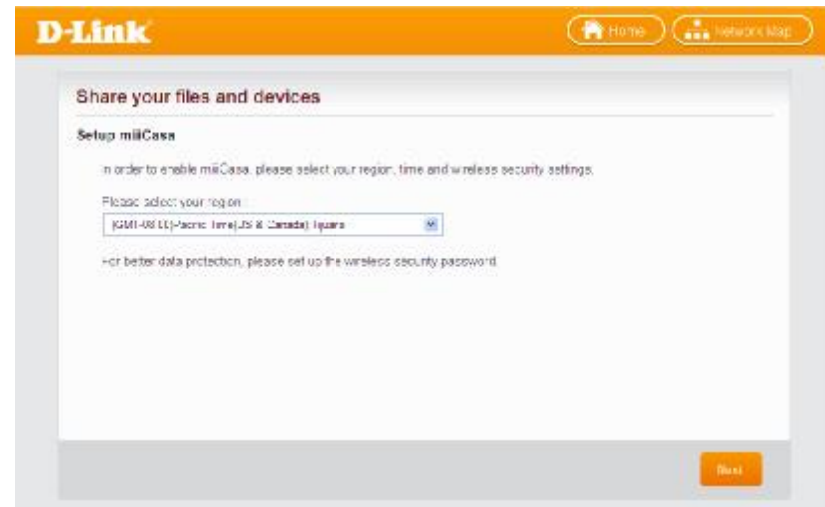 D-Link
Home
Network Map
Share your files and devices
Setup miiCasa
In order to enable miiCasa, please select your region, time and wireless security settings.
Please select your region :
(GMT-08:00)Pacific Time(US & Canada), Tijuana
For better data protection, please set up the wireless security password.
Next